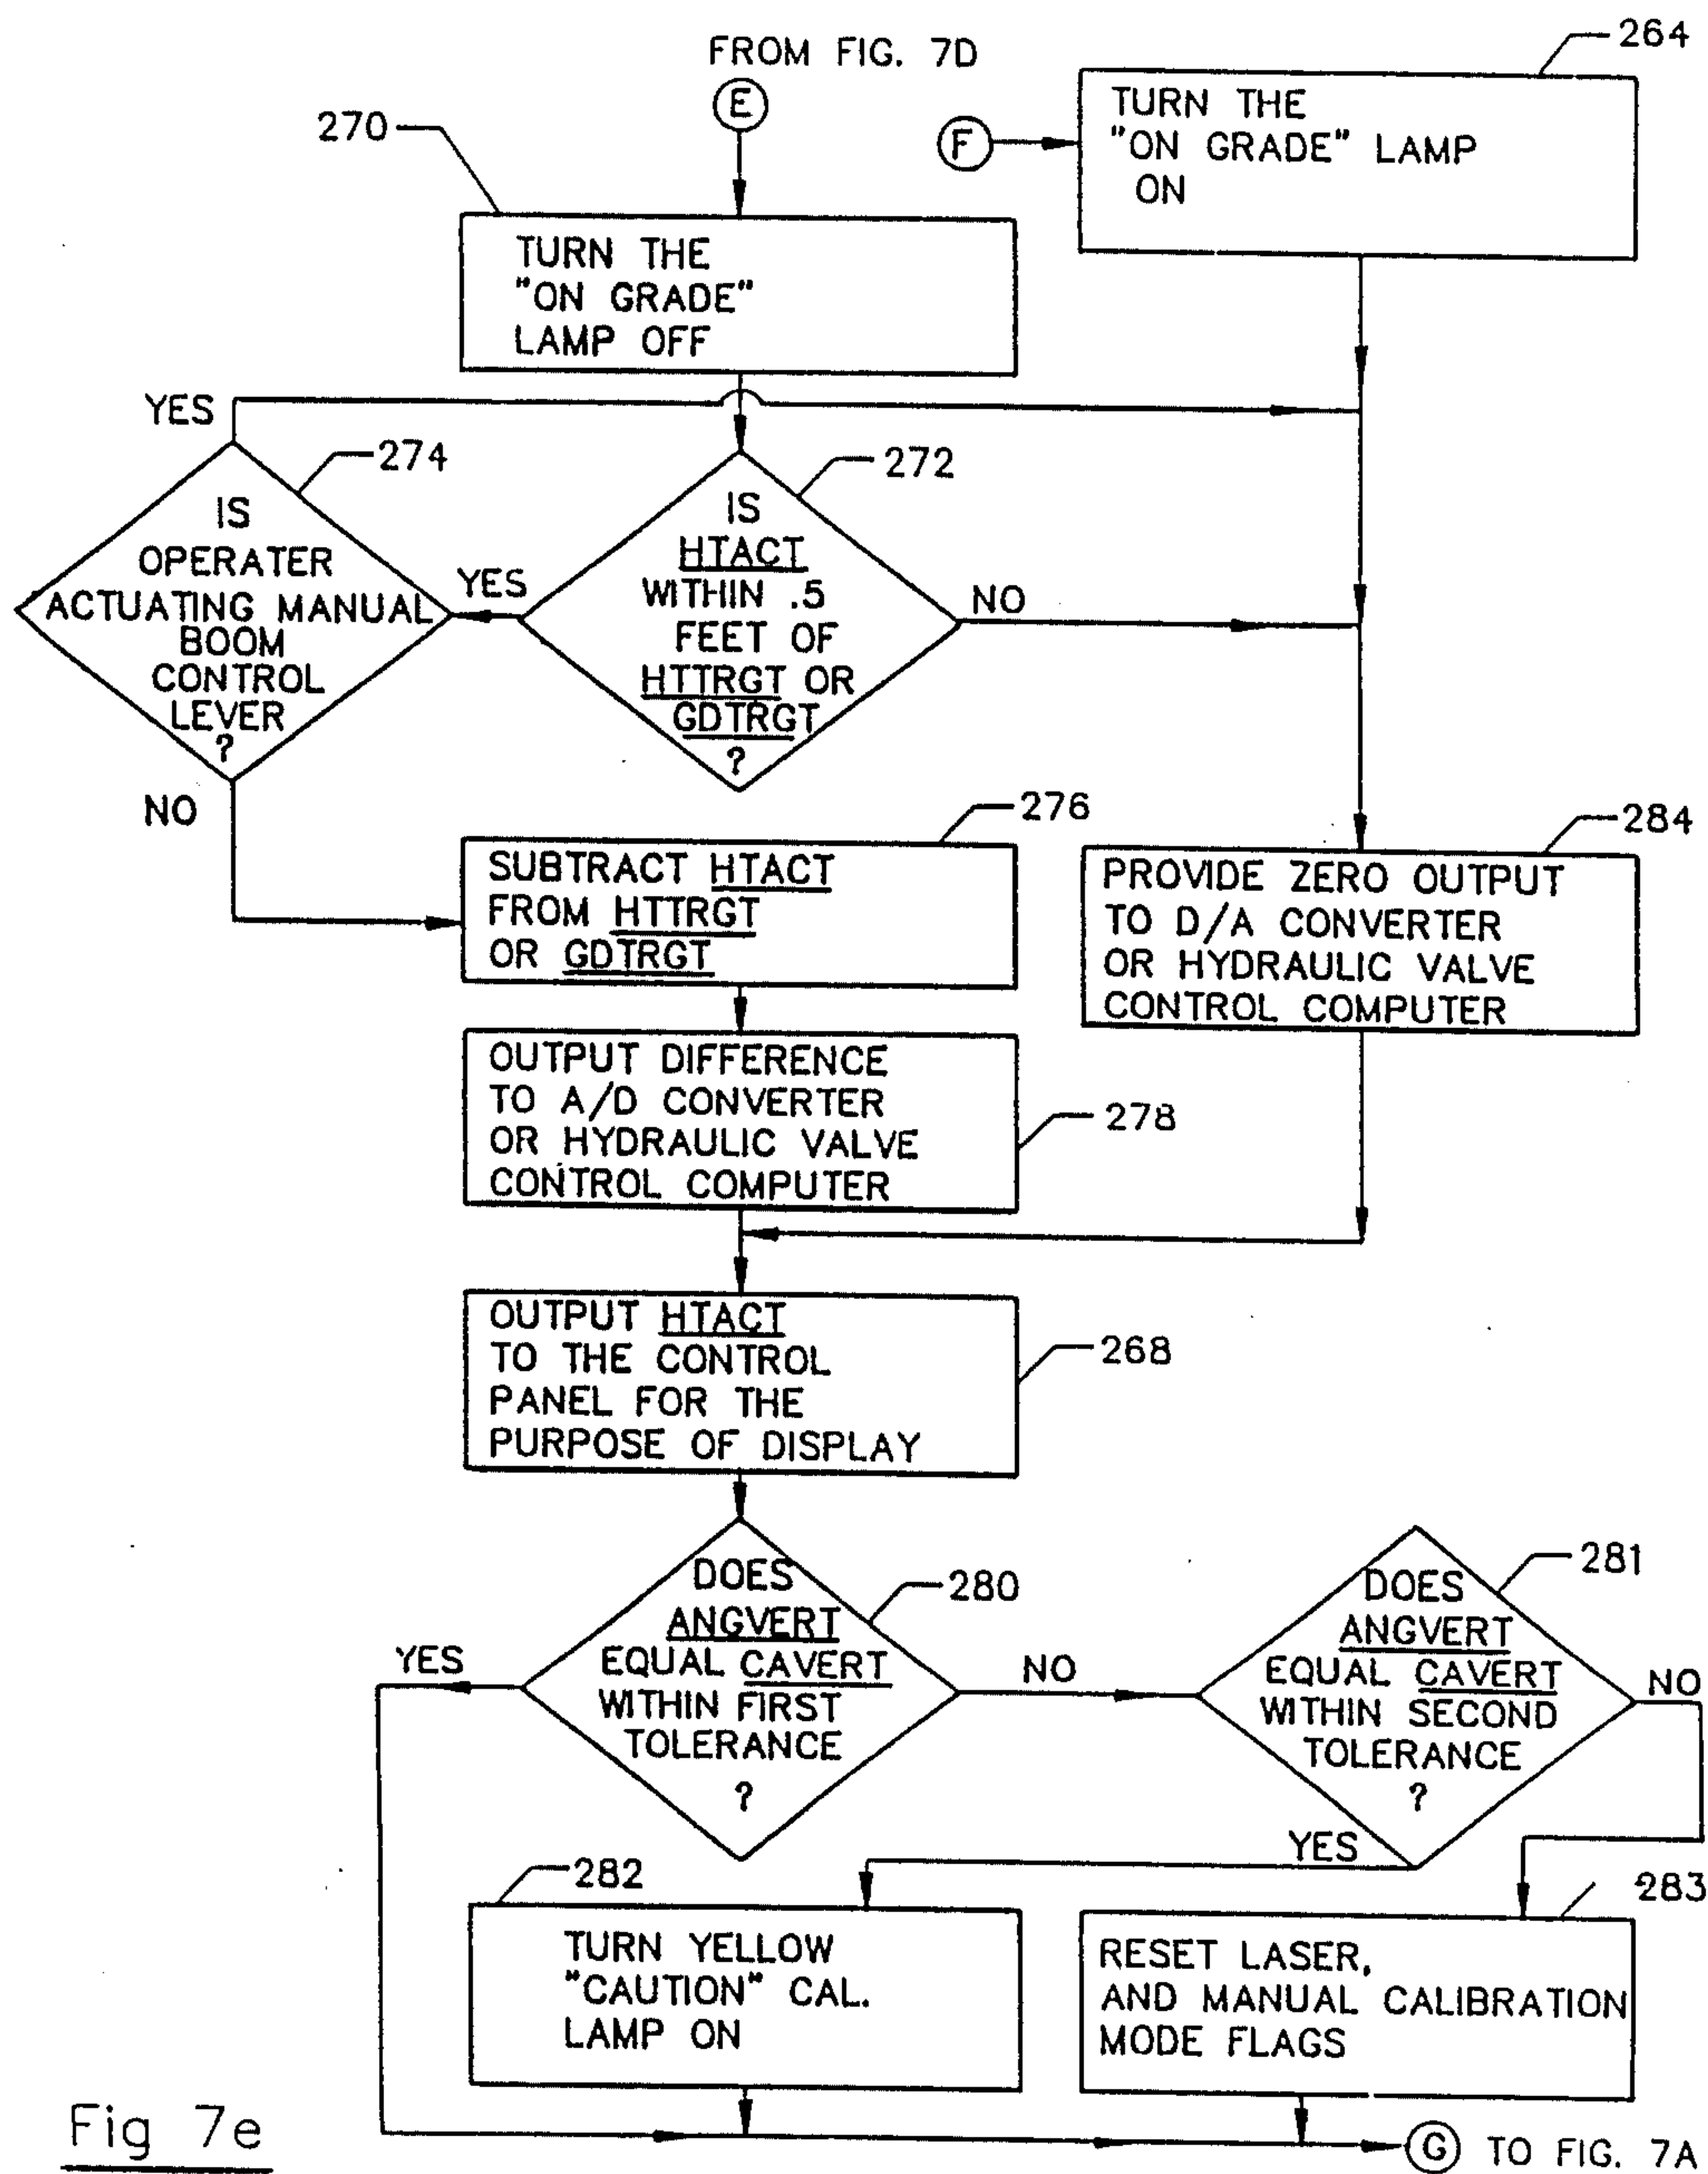 FROM FIG. 7D
E
264
TURN THE
"ON GRADE" LAMP
ON
F
270
TURN THE
"ON GRADE"
LAMP OFF
YES
274
IS
OPERATER
ACTUATING MANUAL
BOOM
CONTROL
LEVER
?
YES
272
IS
HTACT
WITHIN .5
FEET OF
HTTRGT OR
GDTRGT
?
NO
NO
276
SUBTRACT HTACT
FROM HTTRGT
OR GDTRGT
284
PROVIDE ZERO OUTPUT
TO D/A CONVERTER
OR HYDRAULIC VALVE
CONTROL COMPUTER
OUTPUT DIFFERENCE
TO A/D CONVERTER
OR HYDRAULIC VALVE
CONTROL COMPUTER
278
OUTPUT HTACT
TO THE CONTROL
PANEL FOR THE
PURPOSE OF DISPLAY
268
YES
DOES
ANGVERT
EQUAL CAVERT
WITHIN FIRST
TOLERANCE
?
280
NO
281
DOES
ANGVERT
EQUAL CAVERT
WITHIN SECOND
TOLERANCE
?
NO
YES
282
TURN YELLOW
"CAUTION" CAL.
LAMP ON
283
RESET LASER,
AND MANUAL CALIBRATION
MODE FLAGS
G TO FIG. 7A
Fig 7e